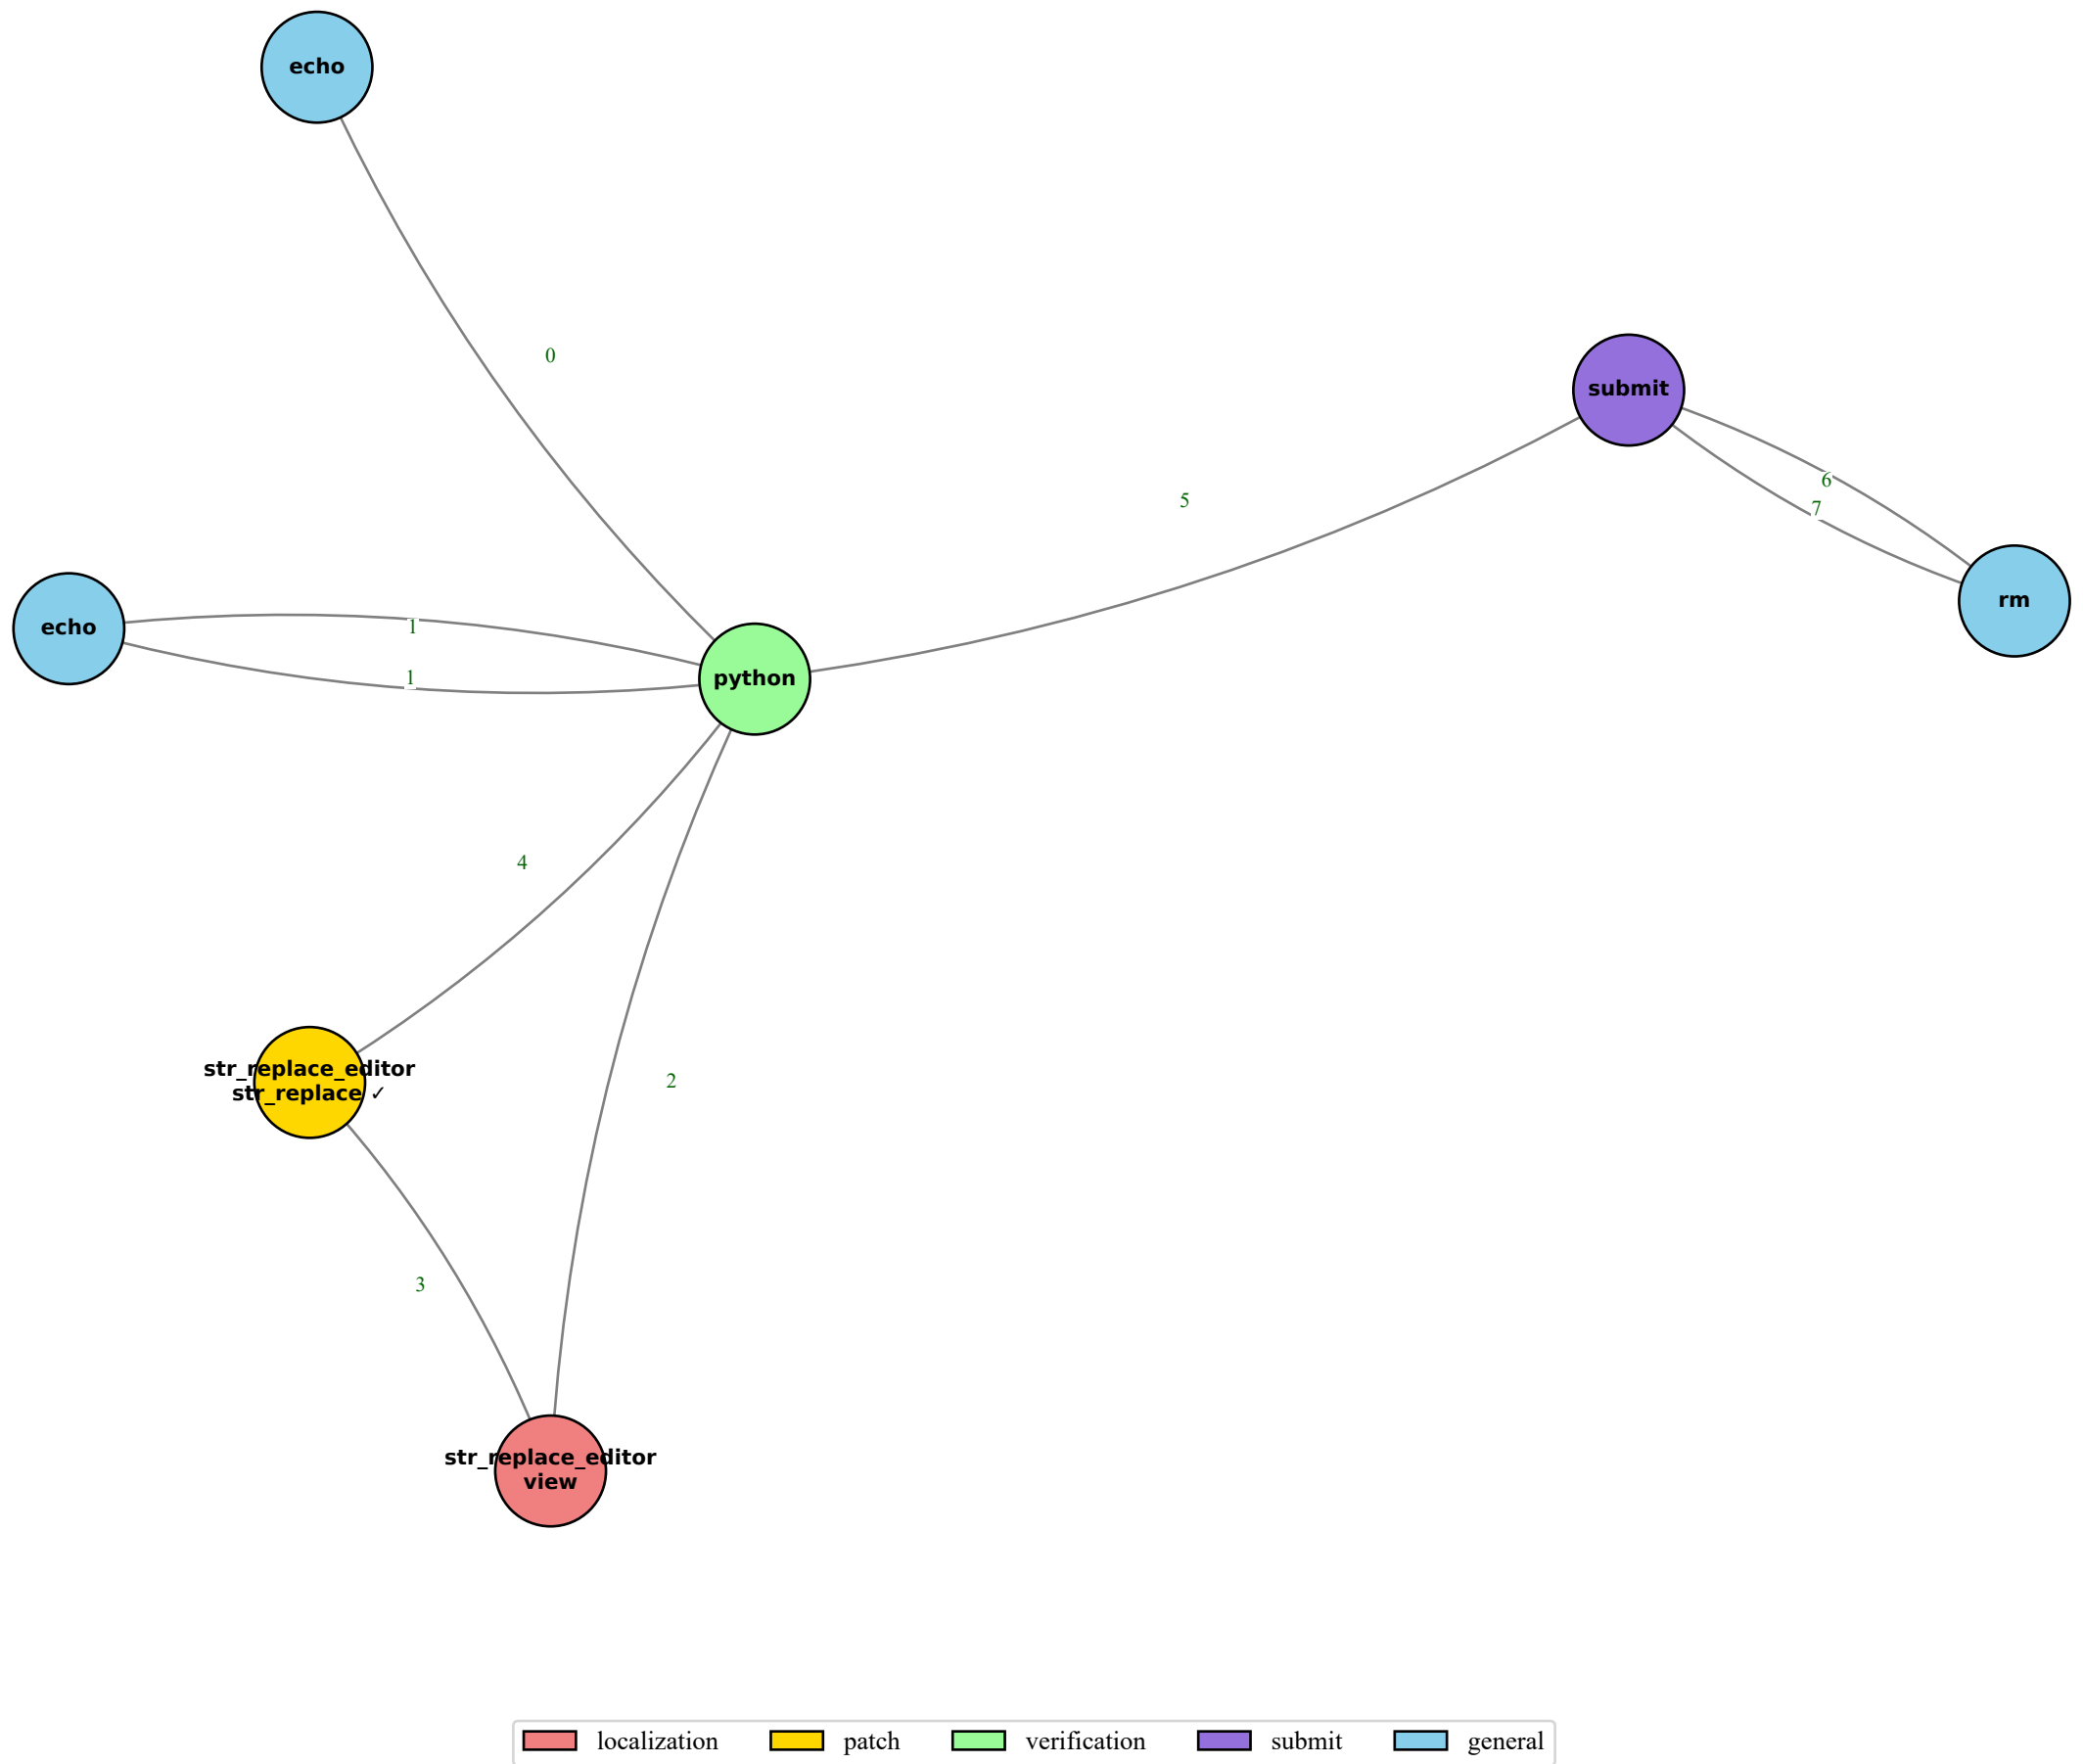 echo
0
submit
6
7
5
rm
echo
1
1
python
4
str_replace_editor
str_replace ✓
2
3
str_replace_editor
view
localization
patch
verification
submit
general